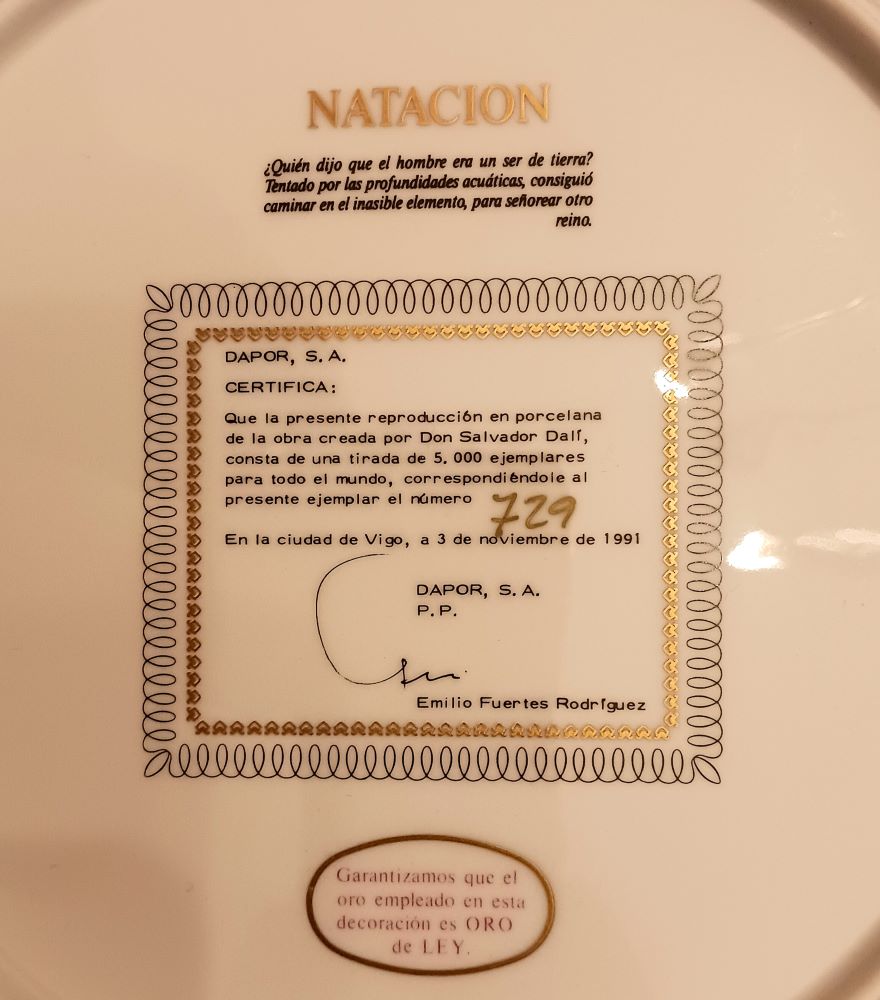 NATACION
¿Quién dijo que el hombre era un ser de tierra?
Tentado por las profundidades acuáticas, consiguió
caminar en el inasible elemento, para señorear otro
reino.
DAPOR, S. A.
CERTIFICA:
Que la presente reproducción en porcelana
de la obra creada por Don Salvador Dalí,
consta de una tirada de 5. 000 ejemplares
para todo el mundo, correspondiéndole al
presente ejemplar el número 729
En la ciudad de Vigo, a 3 de noviembre de 1991
DAPOR, S. A.
P. P.
Emilio Fuertes Rodríguez
Garantizamos que el
oro empleado en esta
decoración es ORO
de LEY.